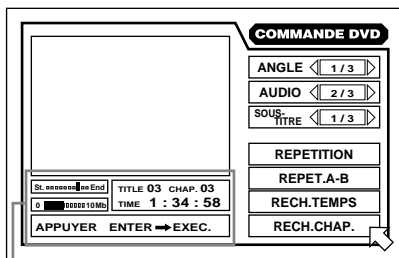 COMMANDE DVD
ANGLE 1 / 3
AUDIO 2 / 3
SOUS-TITRE 1 / 3
REPETITION
REPET.A-B
RECH.TEMPS
RECH.CHAP.
St. End
0 10Mb
TITLE 03 CHAP. 03
TIME 1 : 34 : 58
APPUYER ENTER ➡ EXEC.